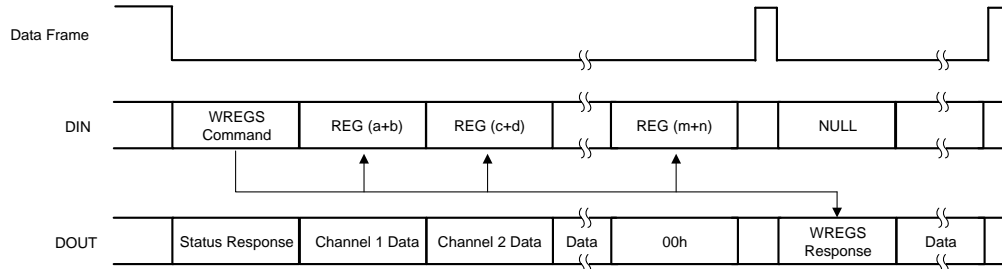 Data Frame
DIN
WREGS
Command
REG (a+b)
REG (c+d)
REG (m+n)
NULL
DOUT
Status Response
Channel 1 Data
Channel 2 Data
Data
00h
WREGS
Response
Data